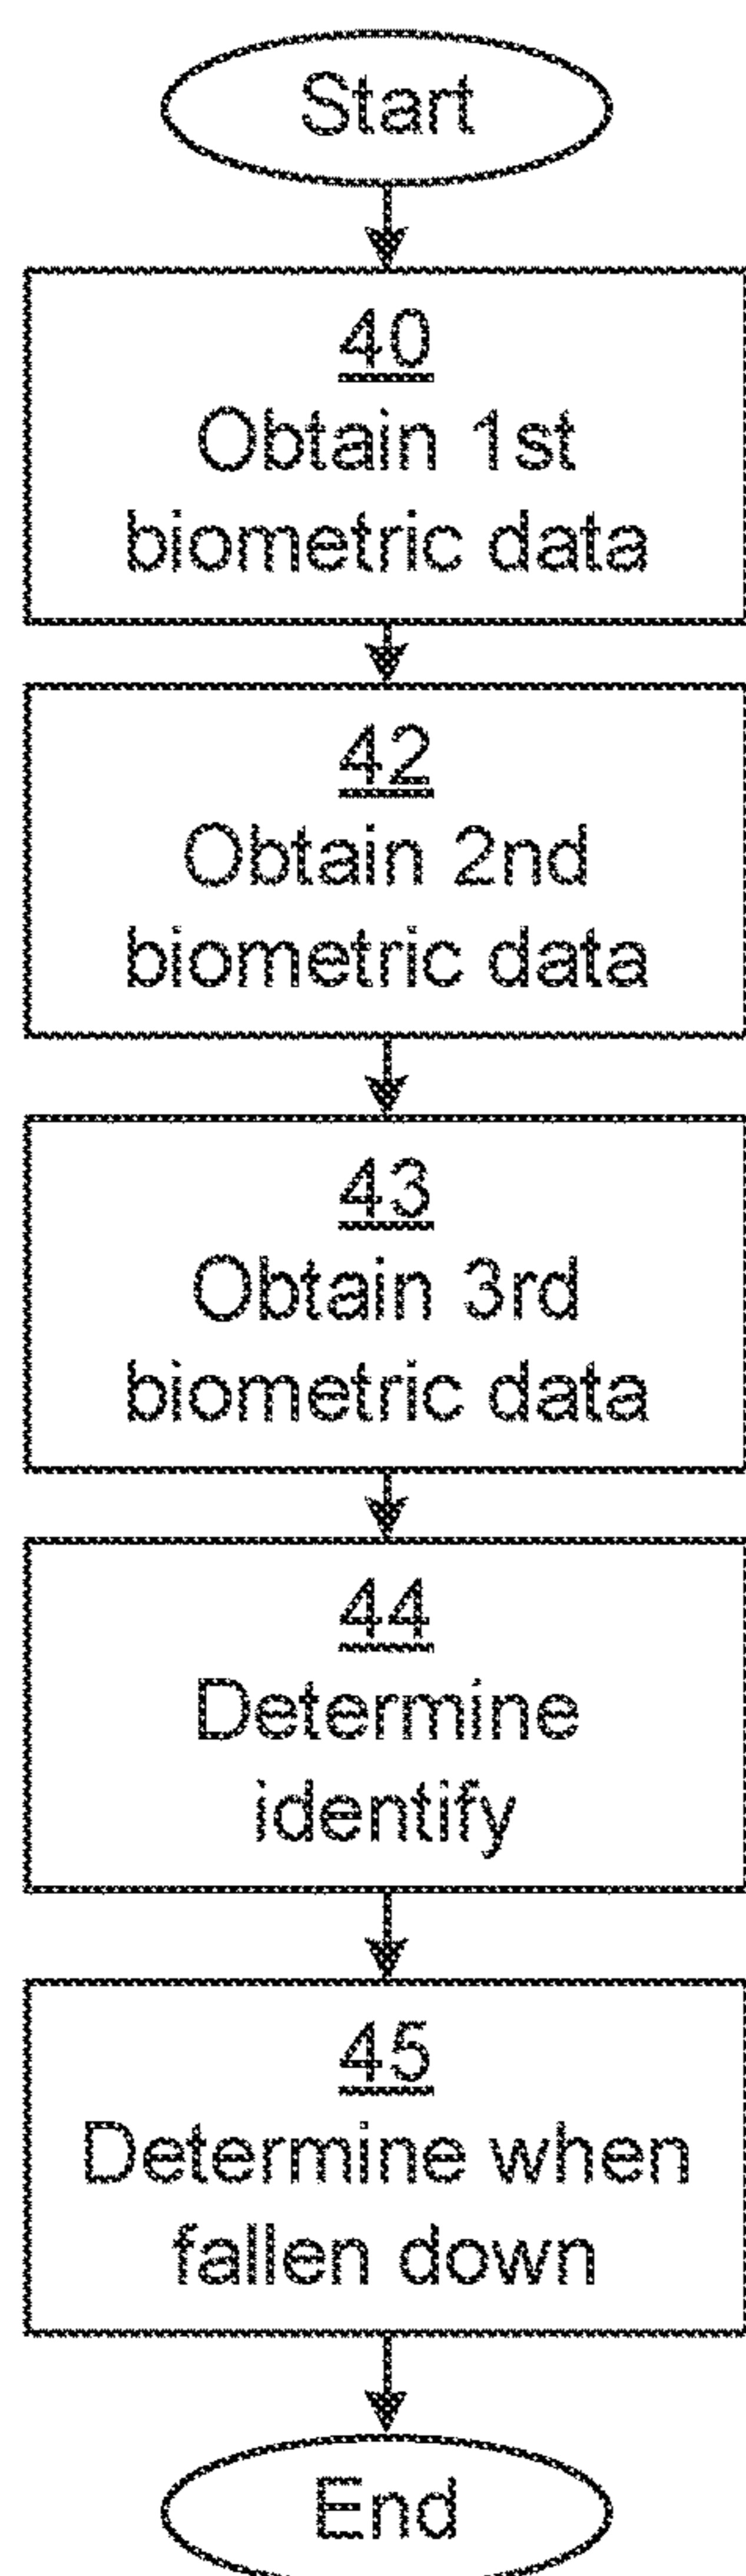 Start
40
Obtain 1st
biometric data
42
Obtain 2nd
biometric data
43
Obtain 3rd
biometric data
44
Determine
identify
45
Determine when
fallen down
End